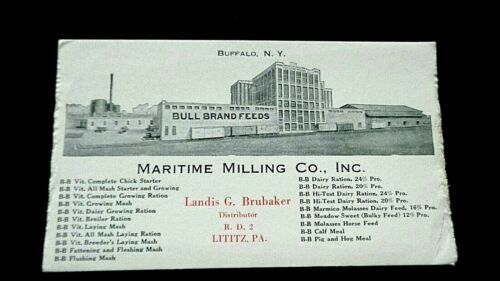 BUFFALO, N. Y.
BULL BRAND FEEDS
MARITIME MILLING CO., INC.
B-B Vit. Complete Chick Starter
B-B Vit. All Mash Starter and Growing
B-B Vit. Complete Growing Ration
B-B Vit. Growing Mash
B-B Vit. Daisy Growing Ration
B-B Vit. Broiler Ration
B-B Vit. Laying Mash
B-B Vit. All Mash Laying Ration
B-B Vit. Breeder's Laying Mash
B-B Fattening and Fleshing Mash
B-B Flushing Mash
Landis G. Brubaker
Distributor
R. D. 2
LITITZ, PA.
B-B Dairy Ration, 24% Pro.
B-B Dairy Ration, 20% Pro.
B-B Hi-Test Dairy Ration, 24% Pro.
B-B Hi-Test Dairy Ration, 20% Pro.
B-B Marmico Molasses Dairy Feed, 16% Pro.
B-B Meadow Sweet (Bulky Feed) 12% Pro.
B-B Molasses Horse Feed
B-B Calf Meal
B-B Pig and Hog Meal